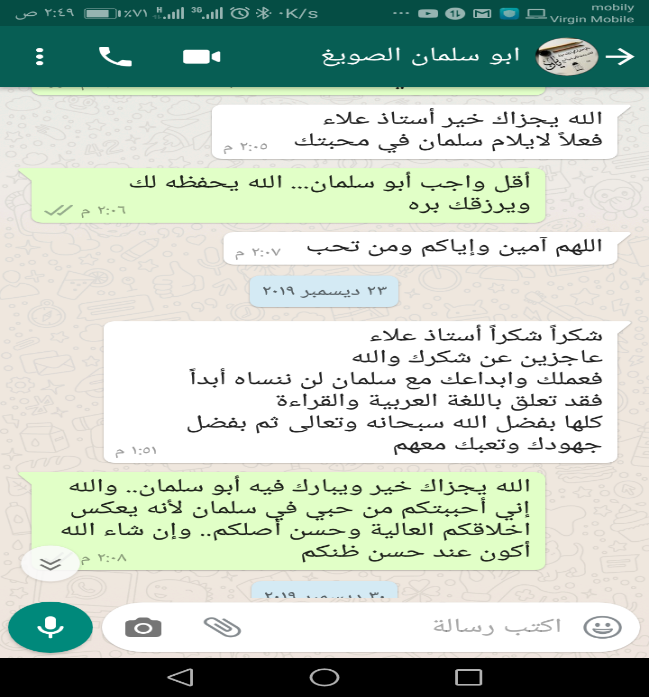 ٢:٤٩ ص
٪٧١
H
3G
٠K/s
...
mobily
Virgin Mobile
ابو سلمان الصويغ
الله يجزاك خير أستاذ علاء
فعلاً لايلام سلمان في محبتك
٢:٠٥ م
أقل واجب أبو سلمان... الله يحفظه لك
ويرزقك بره
٢:٠٦ م
اللهم آمين وإياكم ومن تحب
٢:٠٧ م
٢٣ ديسمبر ٢٠١٩
شكراً شكراً أستاذ علاء
عاجزين عن شكرك والله
فعملك وابداعك مع سلمان لن ننساه أبداً
فقد تعلق باللغة العربية والقراءة
كلها بفضل الله سبحانه وتعالى ثم بفضل
جهودك وتعبك معهم
١:٥١ م
الله يجزاك خير ويبارك فيه أبو سلمان.. والله
إني أحببتكم من حبي في سلمان لأنه يعكس
اخلاقكم العالية وحسن أصلكم.. وإن شاء الله
أكون عند حسن ظنكم
٢:٠٨ م
٣٠ ديسمبر ٢٠١٩
اكتب رسالة